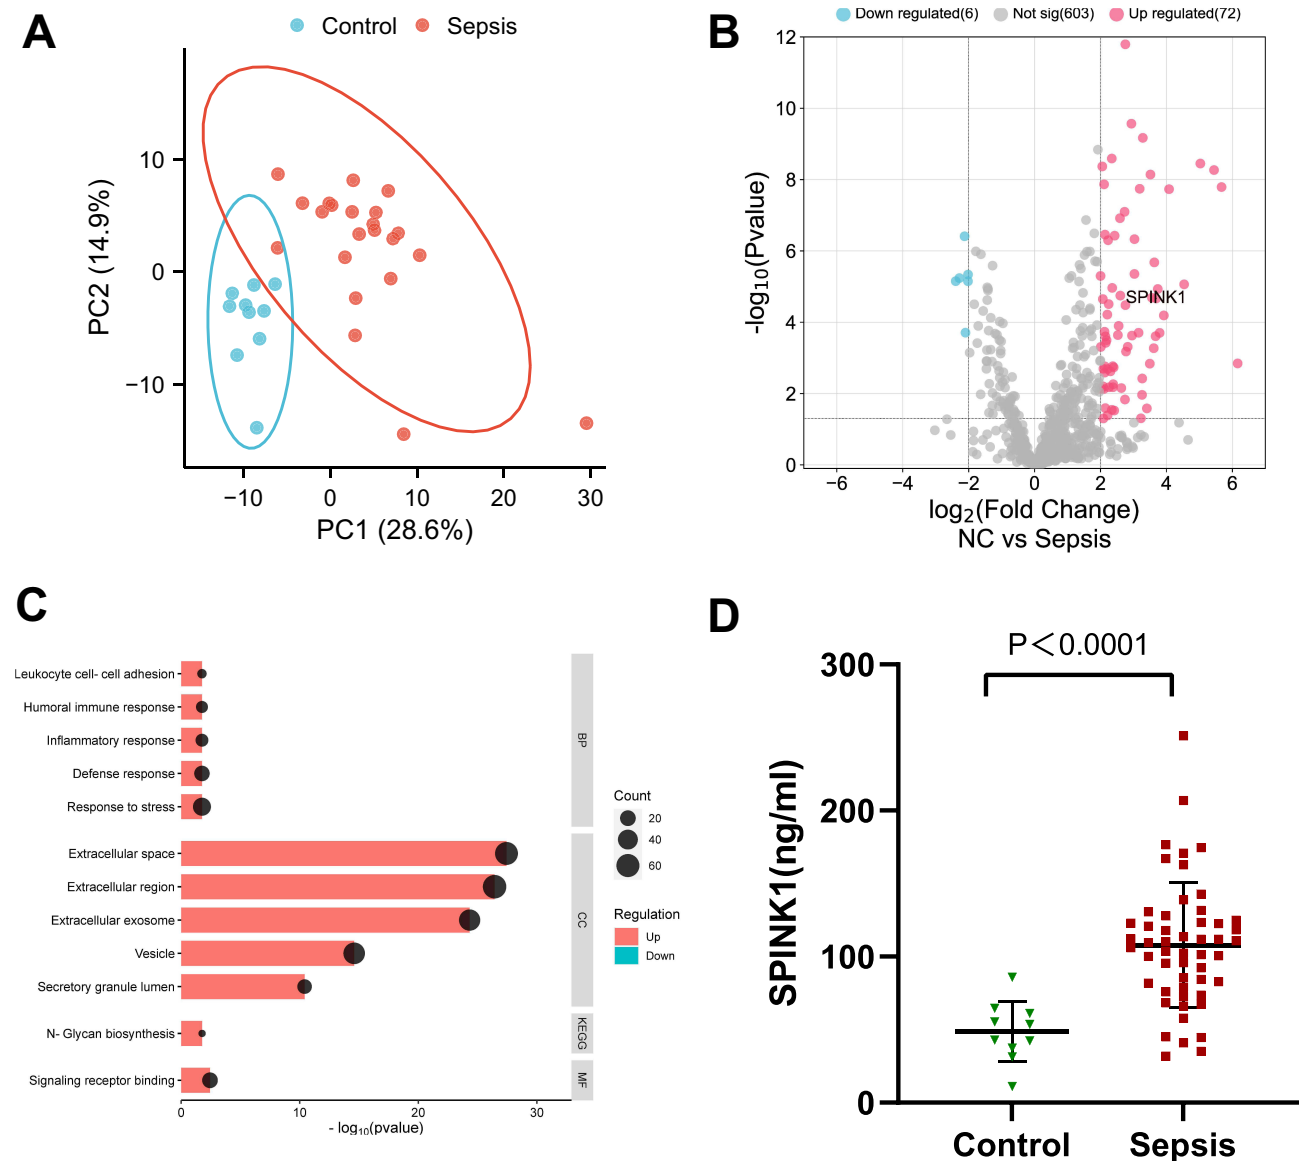 A
Control Sepsis
10
0
−10
PC2 (14.9%)
−10 0 10 20 30
PC1 (28.6%)
B
Down regulated(6) Not sig(603) Up regulated(72)
12
10
8
6
4
2
0
-log10(Pvalue)
SPINK1
−6 −4 −2 0 2 4 6
log2(Fold Change)
NC vs Sepsis
C
Leukocyte cell- cell adhesion
Humoral immune response
Inflammatory response
Defense response
Response to stress
BP
Extracellular space
Extracellular region
Extracellular exosome
Vesicle
Secretory granule lumen
CC
N- Glycan biosynthesis
KEGG
Signaling receptor binding
MF
0 10 20 30
- log10(pvalue)
Count
20
40
60
Regulation
Up
Down
D
P＜0.0001
300
200
100
0
SPINK1(ng/ml)
Control Sepsis